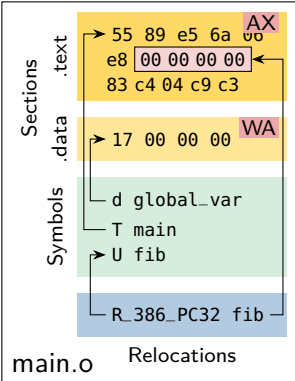 AX
Sections
.text
55 89 e5 6a 06
e8 00 00 00 00
83 c4 04 c9 c3
WA
.data
17 00 00 00
Symbols
d global_var
T main
U fib
R_386_PC32 fib
main.o
Relocations